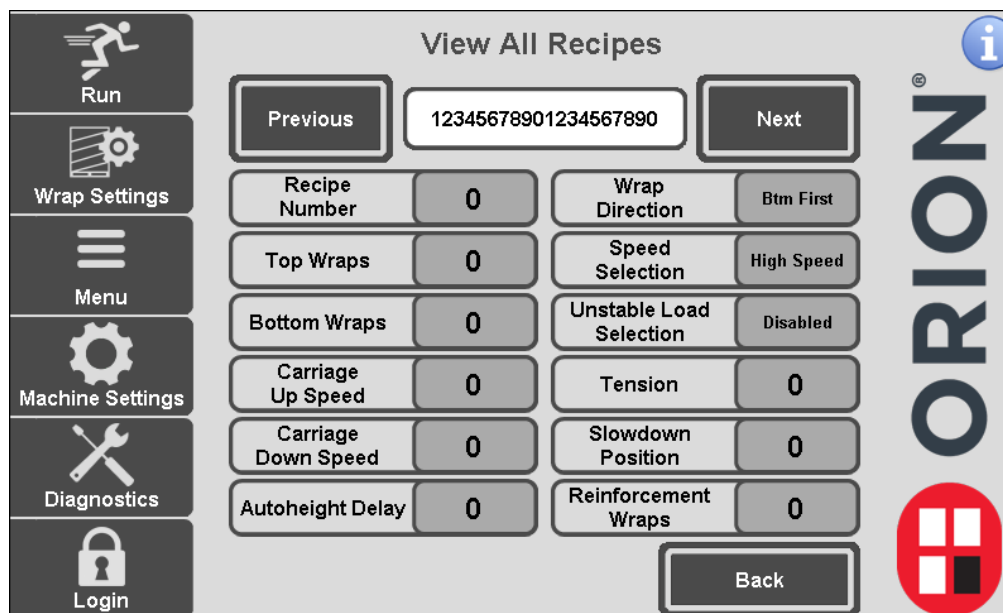 View All Recipes
Run
Previous
12345678901234567890
Next
Wrap Settings
Recipe
Number
0
Wrap
Direction
Btm First
Top Wraps
0
Speed
Selection
High Speed
Menu
Bottom Wraps
0
Unstable Load
Selection
Disabled
Machine Settings
Carriage
Up Speed
0
Tension
0
Carriage
Down Speed
0
Slowdown
Position
0
Diagnostics
Autoheight Delay
0
Reinforcement
Wraps
0
Login
Back
ORION®
i